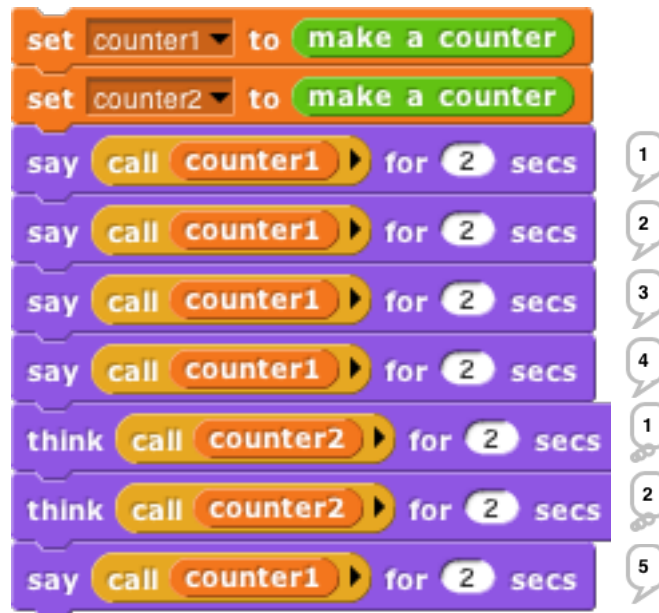 set counter1 to make a counter
set counter2 to make a counter
say call counter1 for 2 secs 1
say call counter1 for 2 secs 2
say call counter1 for 2 secs 3
say call counter1 for 2 secs 4
think call counter2 for 2 secs 1
think call counter2 for 2 secs 2
say call counter1 for 2 secs 5